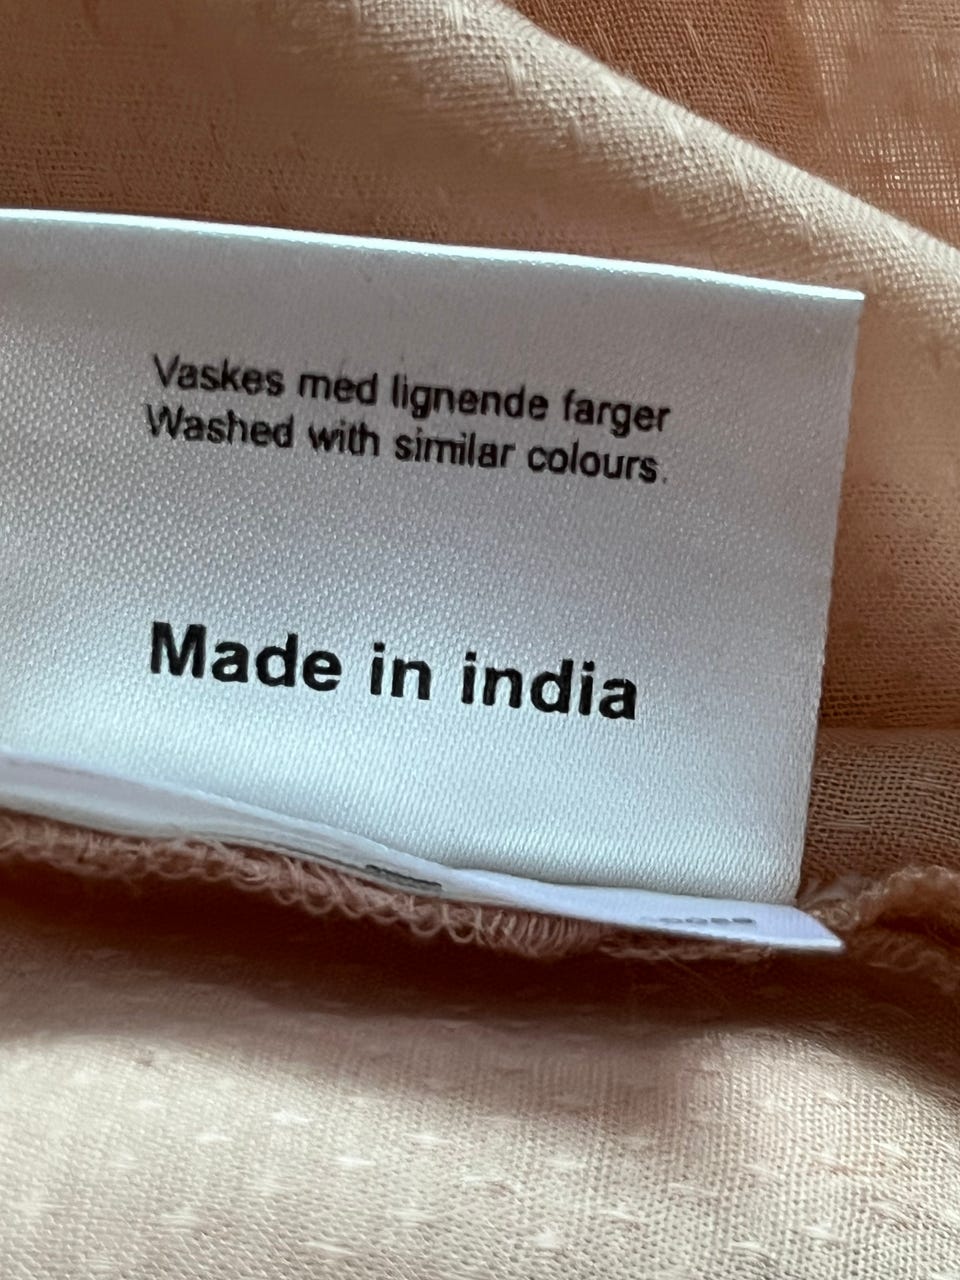 Vaskes med lignende farger
Washed with similar colours.
Made in india